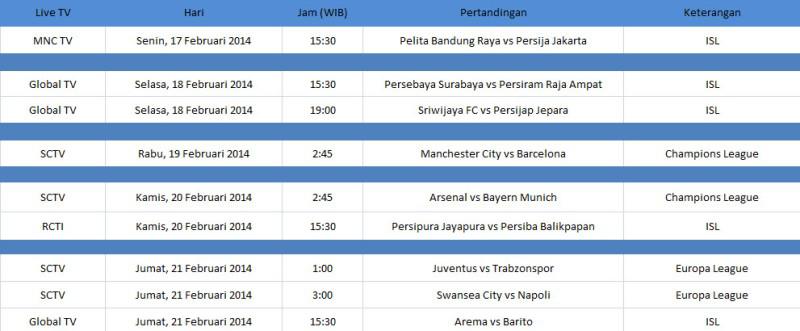 Live TV Hari Jam (WIB) Pertandingan Keterangan
MNC TV Senin, 17 Februari 2014 15:30 Pelita Bandung Raya vs Persija Jakarta ISL
Global TV Selasa, 18 Februari 2014 15:30 Persebaya Surabaya vs Persiram Raja Ampat ISL
Global TV Selasa, 18 Februari 2014 19:00 Sriwijaya FC vs Persijap Jepara ISL
SCTV Rabu, 19 Februari 2014 2:45 Manchester City vs Barcelona Champions League
SCTV Kamis, 20 Februari 2014 2:45 Arsenal vs Bayern Munich Champions League
RCTI Kamis, 20 Februari 2014 15:30 Persipura Jayapura vs Persiba Balikpapan ISL
SCTV Jumat, 21 Februari 2014 1:00 Juventus vs Trabzonspor Europa League
SCTV Jumat, 21 Februari 2014 3:00 Swansea City vs Napoli Europa League
Global TV Jumat, 21 Februari 2014 15:30 Arema vs Barito ISL